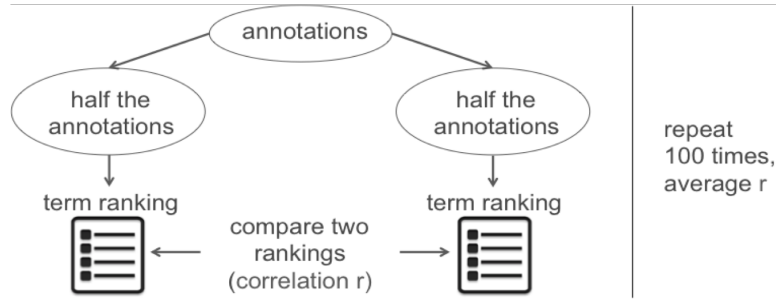 annotations
half the
annotations
half the
annotations
term ranking
term ranking
compare two
rankings
(correlation r)
repeat
100 times,
average r